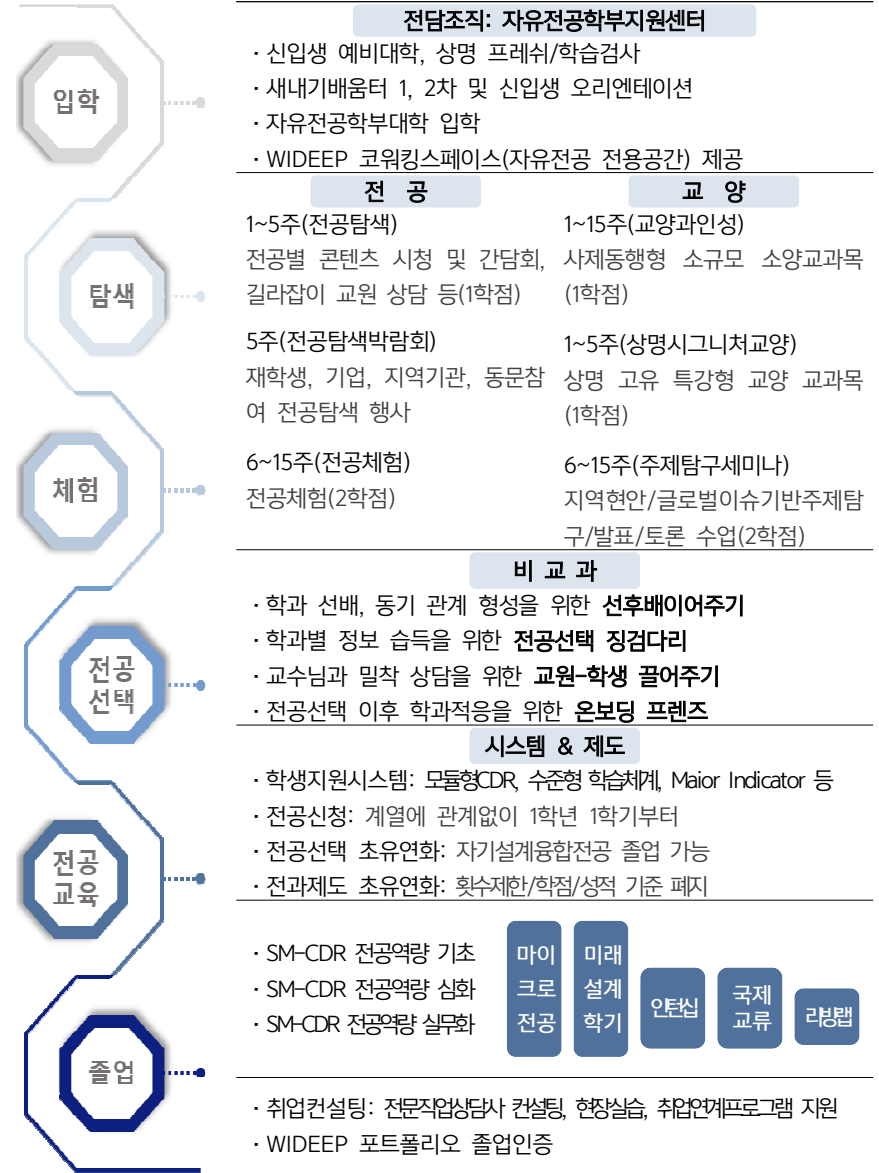 전담조직: 자유전공학부지원센터
입학
· 신입생 예비대학, 상명 프레쉬/학습검사
· 새내기배움터 1, 2차 및 신입생 오리엔테이션
· 자유전공학부대학 입학
· WIDEEP 코워킹스페이스(자유전공 전용공간) 제공
탐색
체험
전 공
1~5주(전공탐색)
전공별 콘텐츠 시청 및 간담회,
길라잡이 교원 상담 등(1학점)
5주(전공탐색박람회)
재학생, 기업, 지역기관, 동문참
여 전공탐색 행사
6~15주(전공체험)
전공체험(2학점)
교 양
1~15주(교양과인성)
사제동행형 소규모 소양교과목
(1학점)
1~5주(상명시그니처교양)
상명 고유 특강형 교양 교과목
(1학점)
6~15주(주제탐구세미나)
지역현안/글로벌이슈기반주제탐
구/발표/토론 수업(2학점)
전공
선택
비 교 과
· 학과 선배, 동기 관계 형성을 위한 선후배이어주기
· 학과별 정보 습득을 위한 전공선택 징검다리
· 교수님과 밀착 상담을 위한 교원-학생 끌어주기
· 전공선택 이후 학과적응을 위한 온보딩 프렌즈
시스템 & 제도
· 학생지원시스템: 모듈형CDR, 수준형 학습체계, Maior Indicator 등
· 전공신청: 계열에 관계없이 1학년 1학기부터
· 전공선택 초유연화: 자기설계융합전공 졸업 가능
· 전과제도 초유연화: 횟수제한/학점/성적 기준 폐지
전공
교육
· SM-CDR 전공역량 기초
· SM-CDR 전공역량 심화
· SM-CDR 전공역량 실무화
마이
크로
전공
미래
설계
학기
인턴십
국제
교류
리빙랩
졸업
· 취업컨설팅: 전문직업상담사 컨설팅, 현장실습, 취업연계프로그램 지원
· WIDEEP 포트폴리오 졸업인증